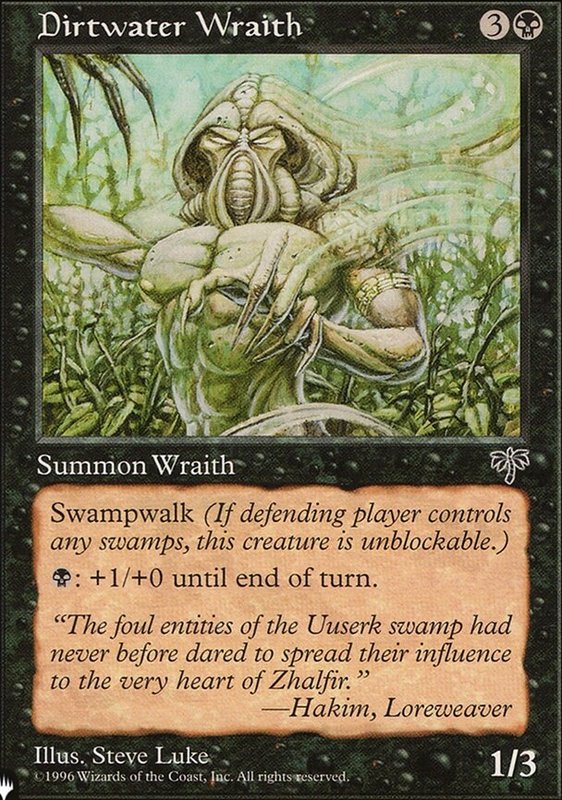 Dirtwater Wraith 3
Summon Wraith
Swampwalk (If defending player controls
any swamps, this creature is unblockable.)
: +1/+0 until end of turn.
“The foul entities of the Uuserk swamp had
never before dared to spread their influence
to the very heart of Zhalfir.”
—Hakim, Loreweaver
Illus. Steve Luke
©1996 Wizards of the Coast, Inc. All rights reserved.
1/3